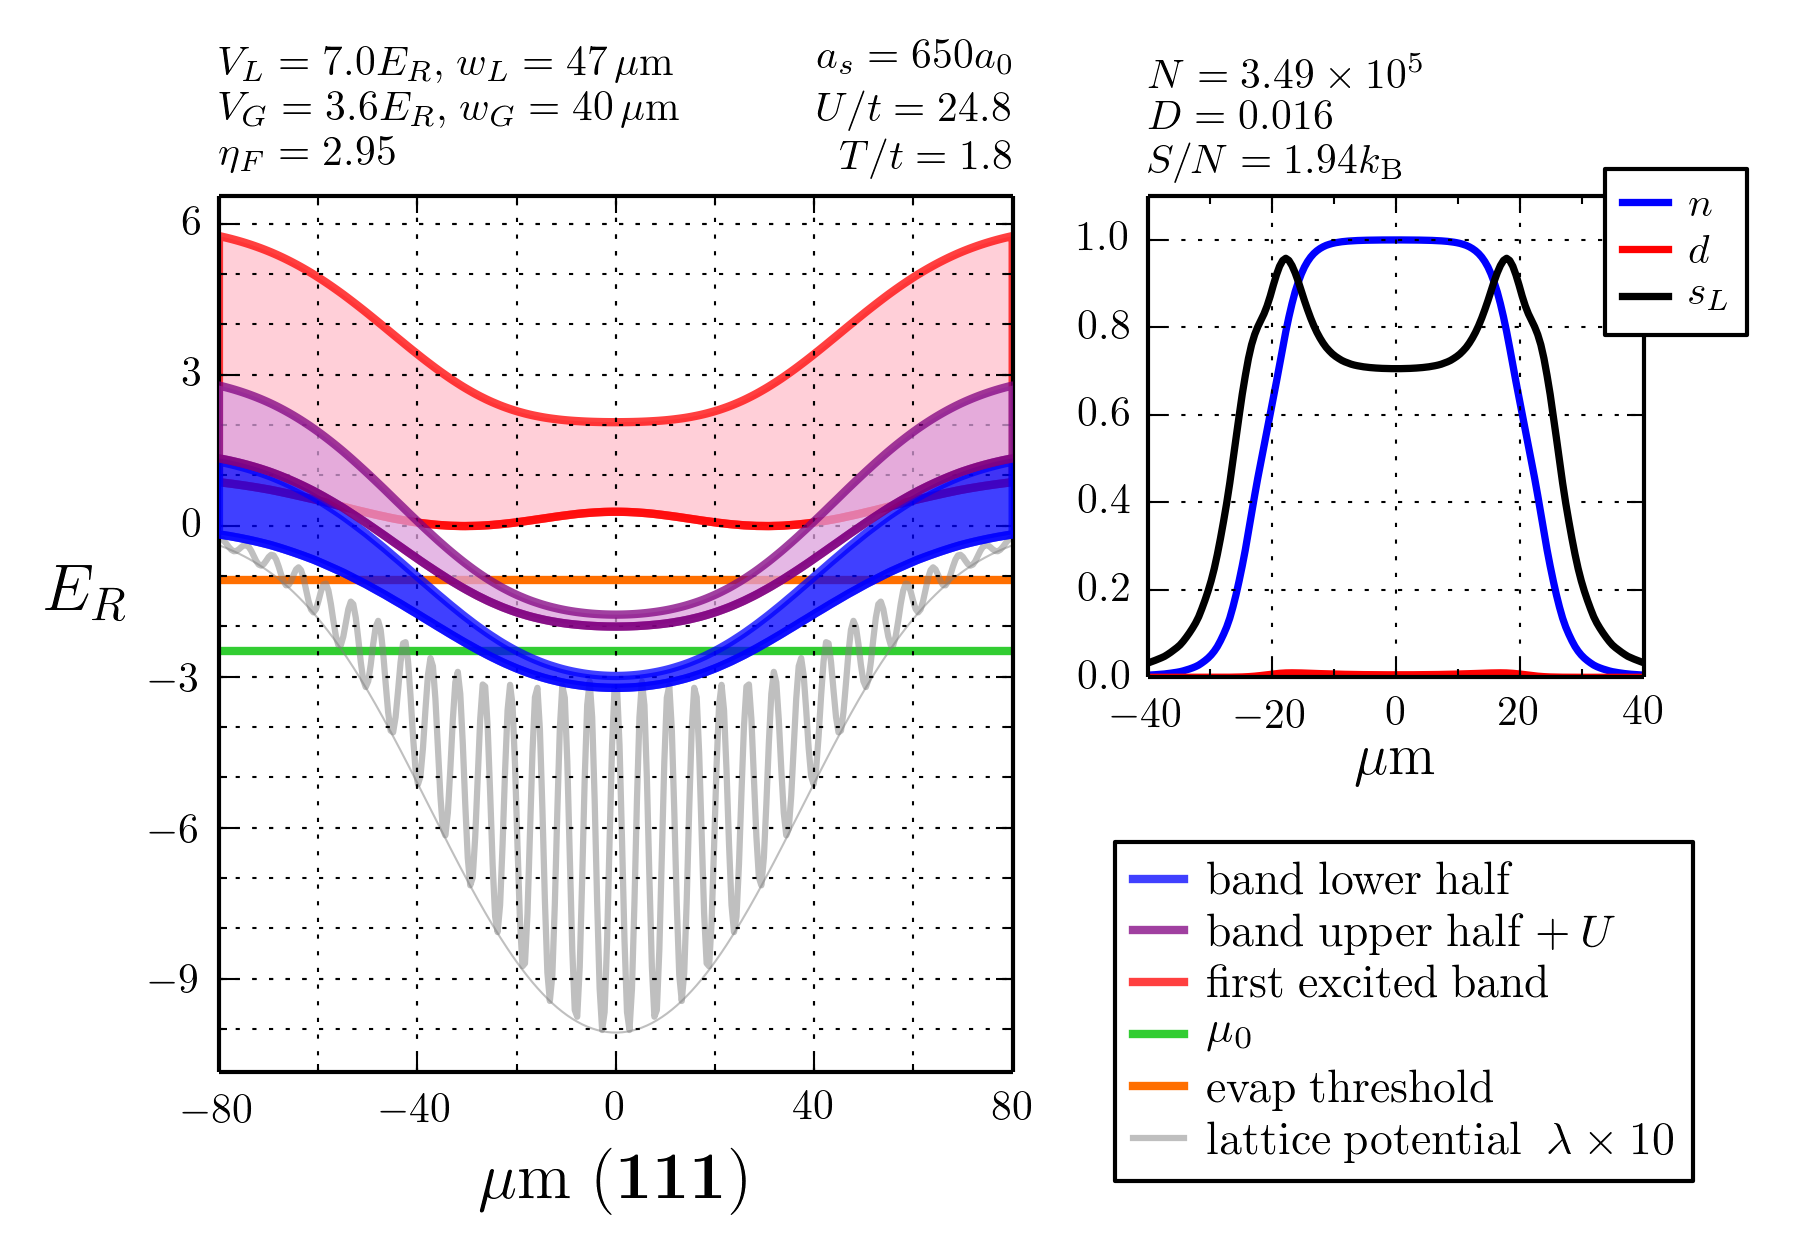 V_L = 7.0E_R, w_L = 47 μm
V_G = 3.6E_R, w_G = 40 μm
η_F = 2.95
a_s = 650a_0
U/t = 24.8
T/t = 1.8
N = 3.49 × 10^5
D = 0.016
S/N = 1.94k_B
E_R
6
3
0
−3
−6
−9
−80 −40 0 40 80
μm (111)
1.0
0.8
0.6
0.4
0.2
0.0
−40 −20 0 20 40
μm
n
d
s_L
band lower half
band upper half + U
first excited band
μ_0
evap threshold
lattice potential λ × 10